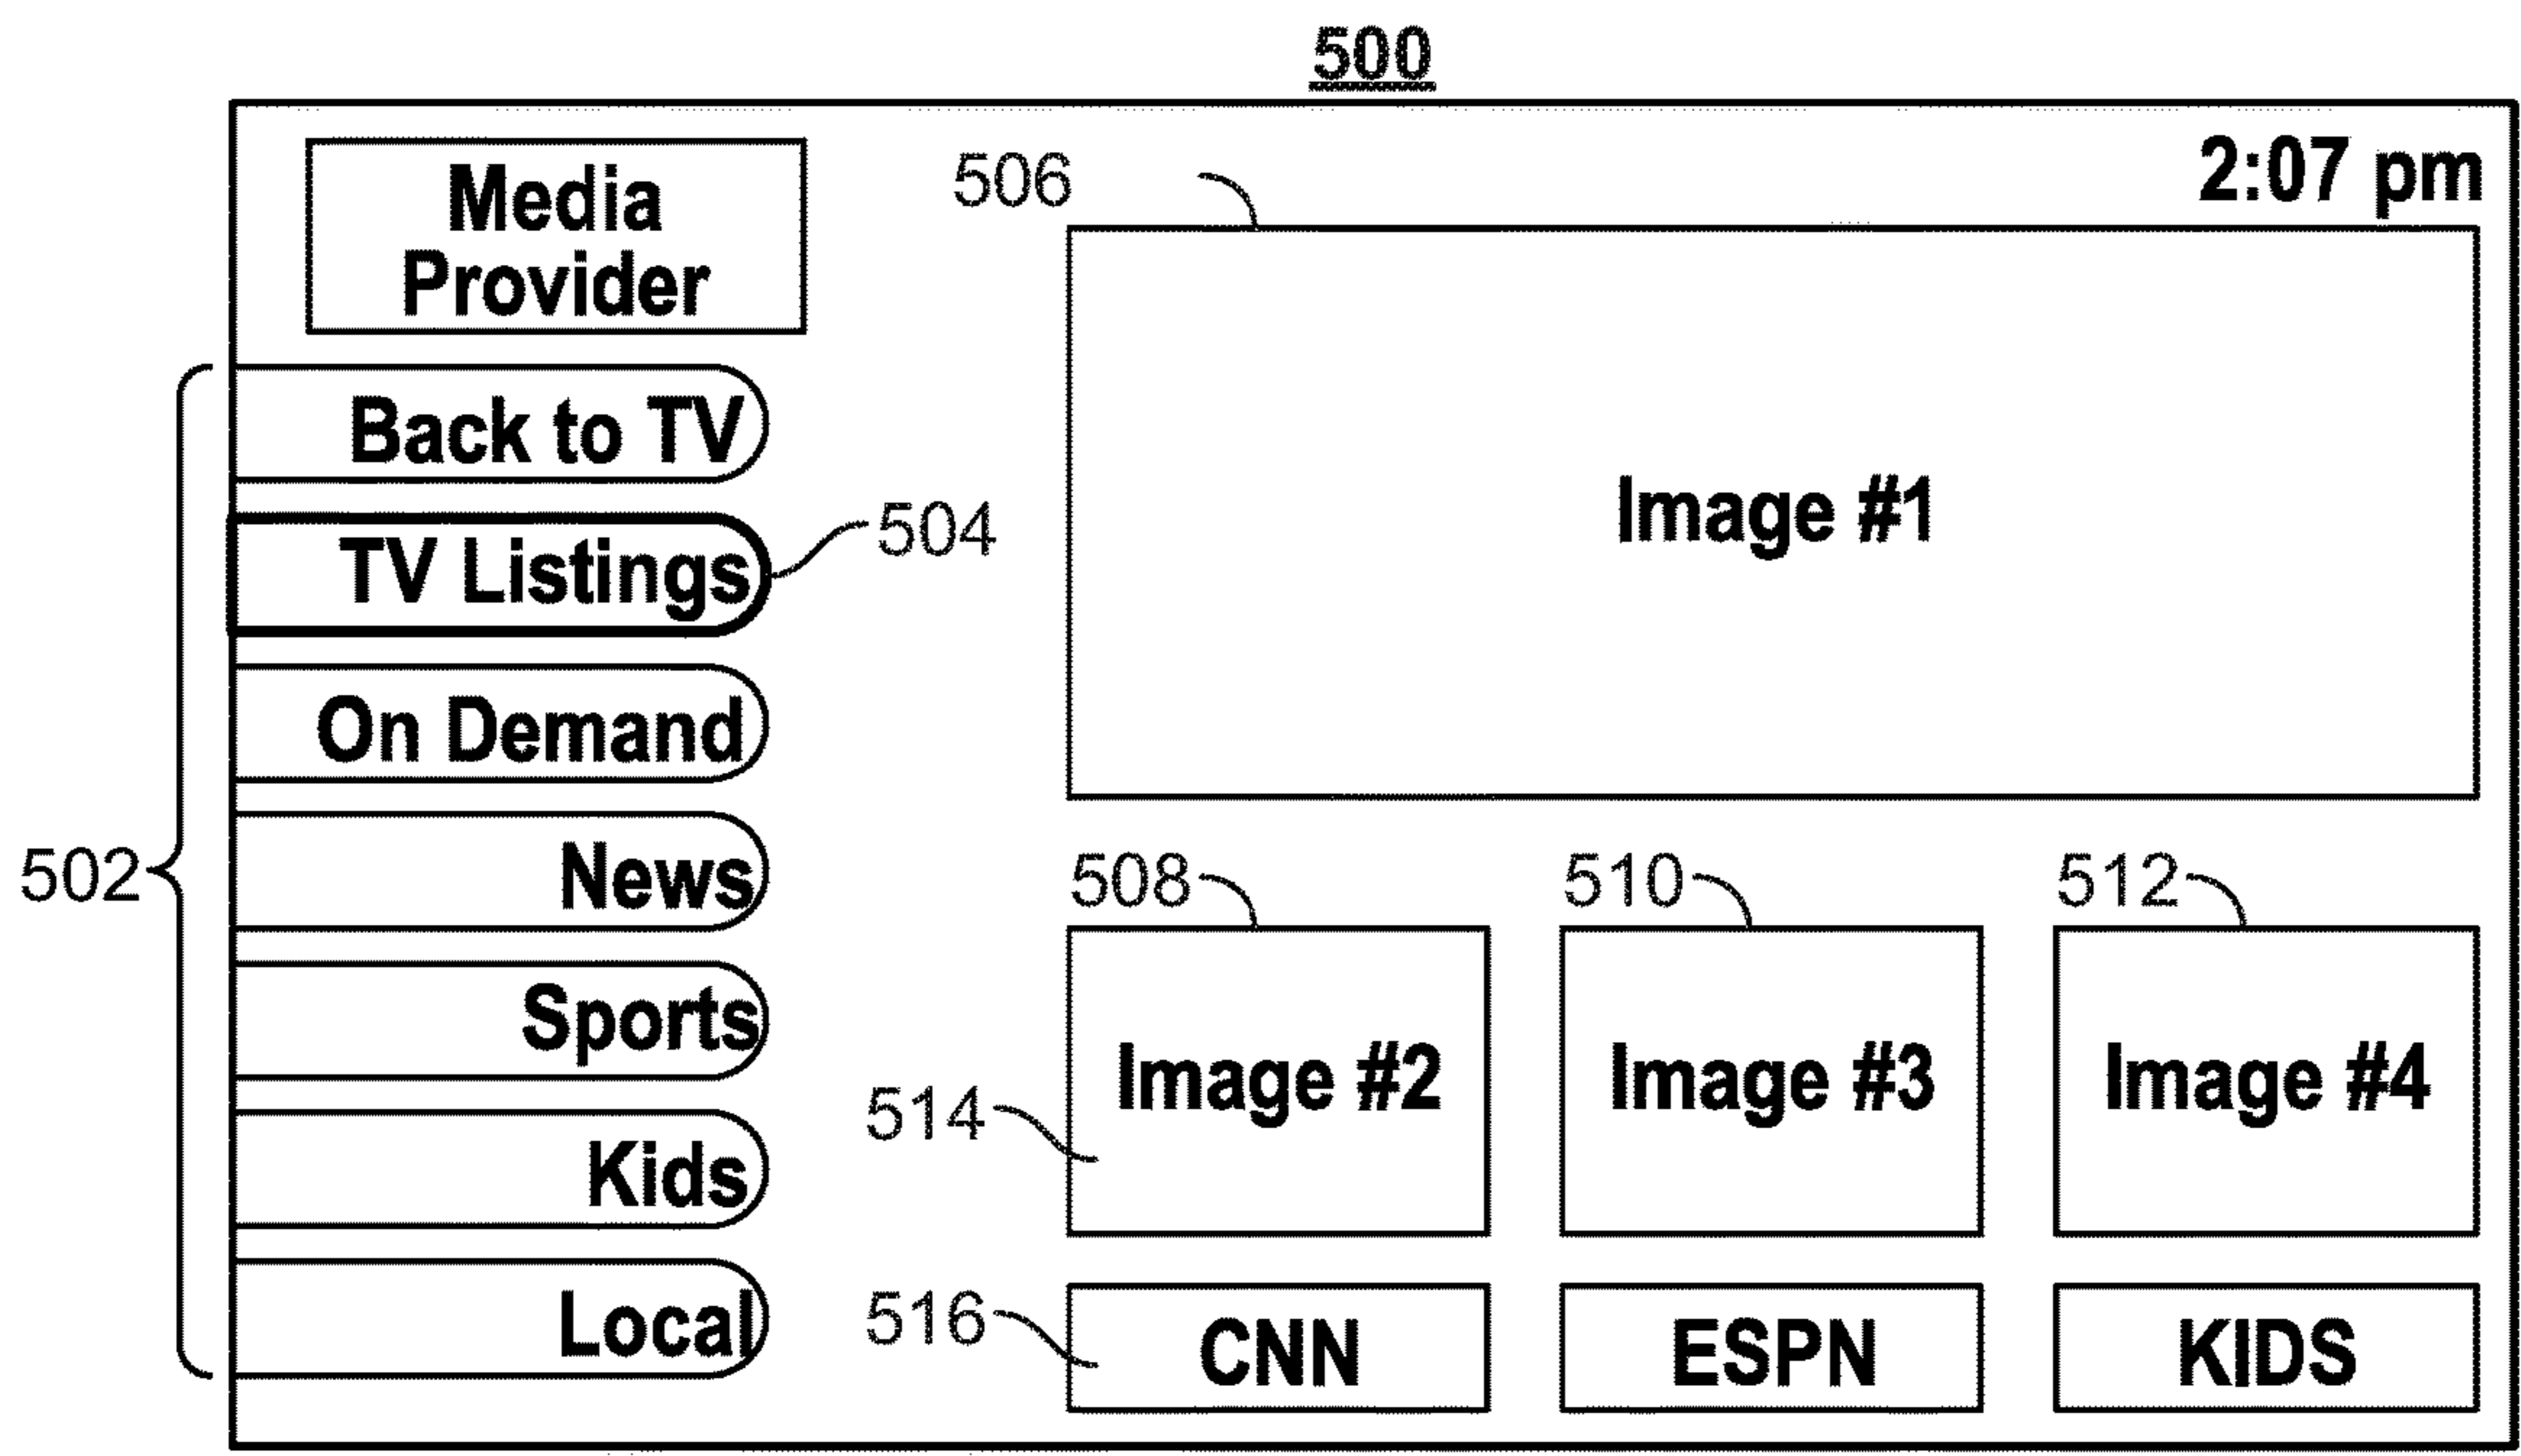 500
Media
Provider
2:07 pm
506
Image #1
Back to TV
TV Listings
504
On Demand
News
Sports
Kids
Local
502
508
510
512
Image #2
Image #3
Image #4
514
516
CNN
ESPN
KIDS